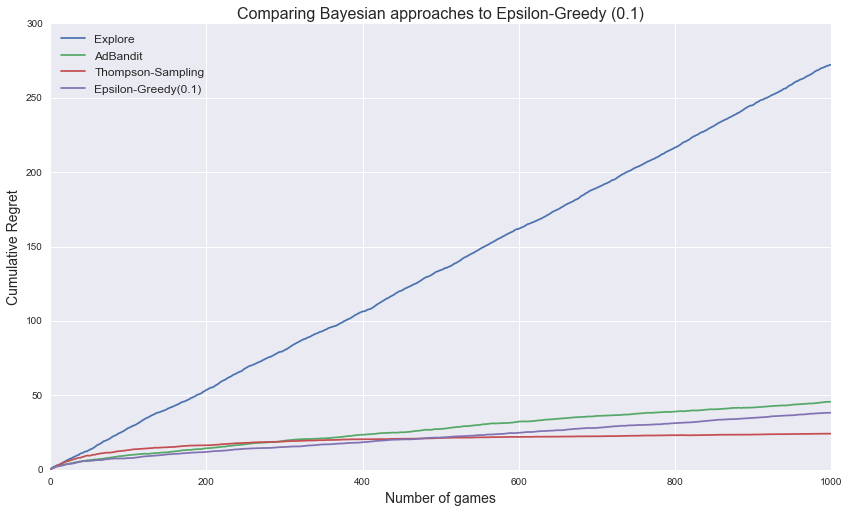 Comparing Bayesian approaches to Epsilon-Greedy (0.1)
300
250
200
150
100
50
0
Cumulative Regret
Explore
AdBandit
Thompson-Sampling
Epsilon-Greedy(0.1)
0 200 400 600 800 1000
Number of games